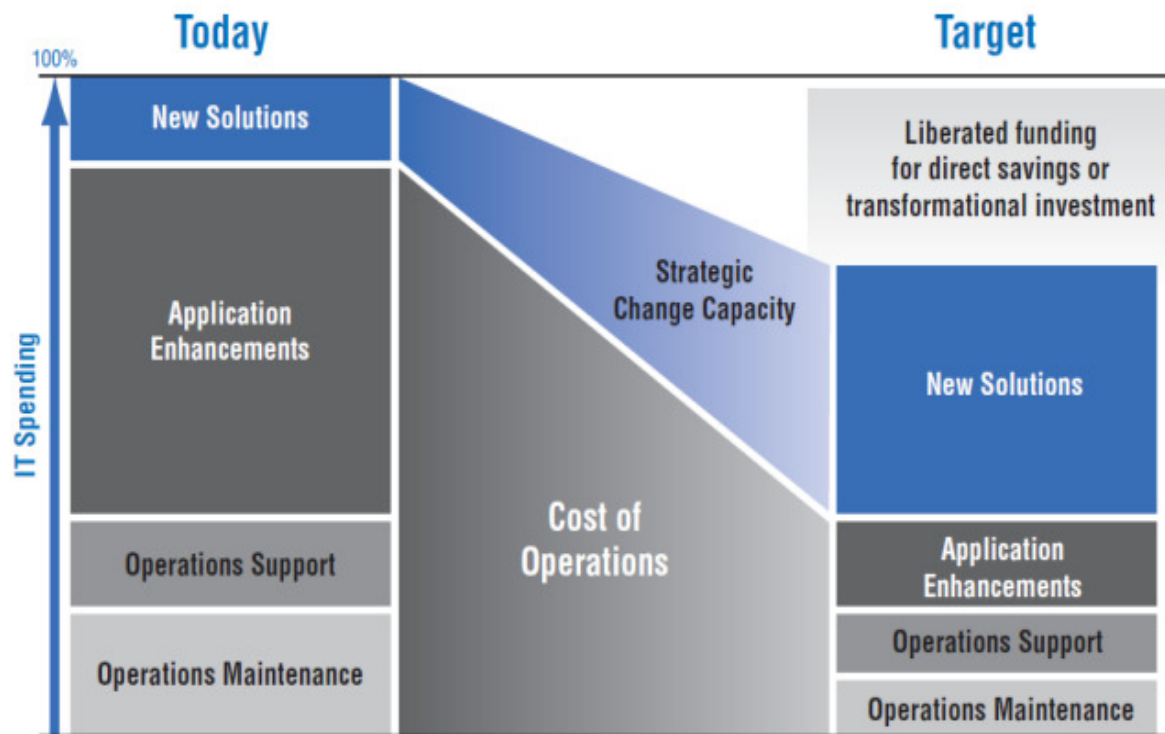 Today
Target
100%
IT Spending
New Solutions
Application
Enhancements
Operations Support
Operations Maintenance
Strategic
Change Capacity
Cost of
Operations
Liberated funding
for direct savings or
transformational investment
New Solutions
Application
Enhancements
Operations Support
Operations Maintenance